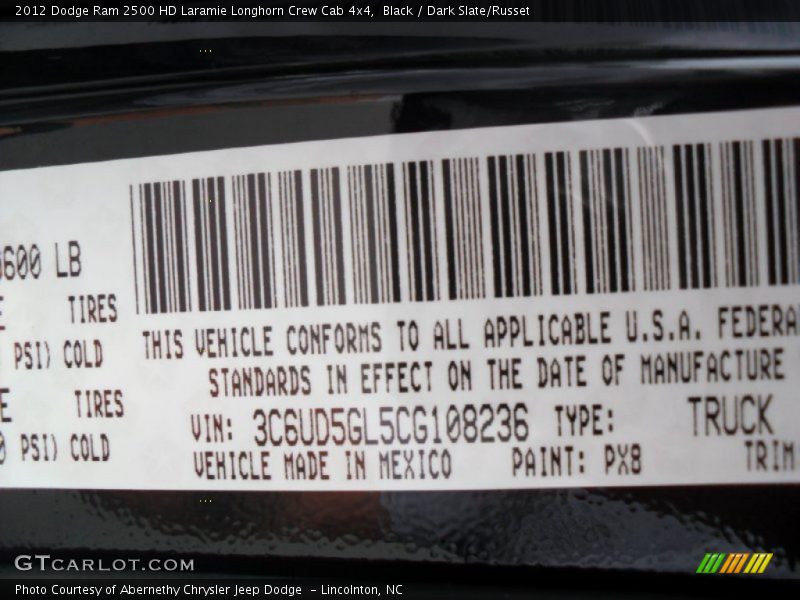 2012 Dodge Ram 2500 HD Laramie Longhorn Crew Cab 4x4,  Black / Dark Slate/Russet
600 LB
TIRES
PSI) COLD
TIRES
PSI) COLD
THIS VEHICLE CONFORMS TO ALL APPLICABLE U.S.A. FEDERA
STANDARDS IN EFFECT ON THE DATE OF MANUFACTURE
VIN: 3C6UD5GL5CG108236 TYPE: TRUCK
VEHICLE MADE IN MEXICO PAINT: PX8 TRIM
GTCARLOT.COM
Photo Courtesy of Abernethy Chrysler Jeep Dodge  - Lincolnton, NC